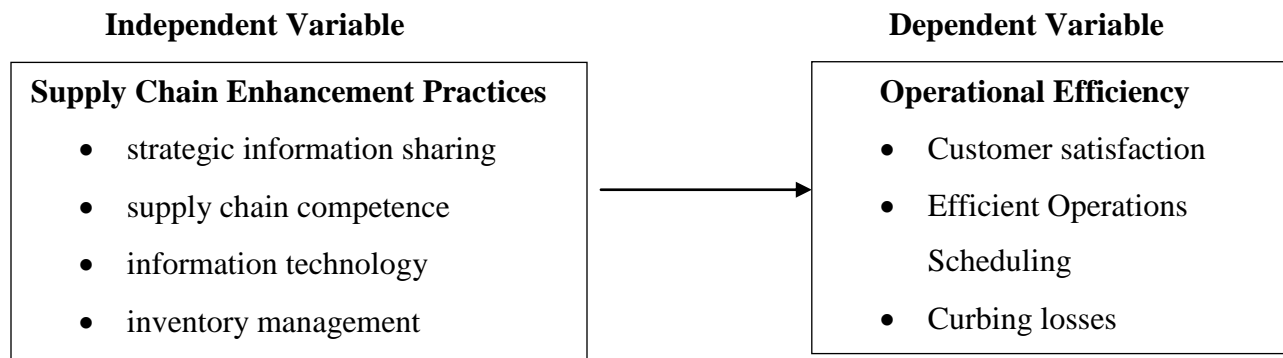 Independent Variable
Dependent Variable
Supply Chain Enhancement Practices
• strategic information sharing
• supply chain competence
• information technology
• inventory management
Operational Efficiency
• Customer satisfaction
• Efficient Operations
Scheduling
• Curbing losses